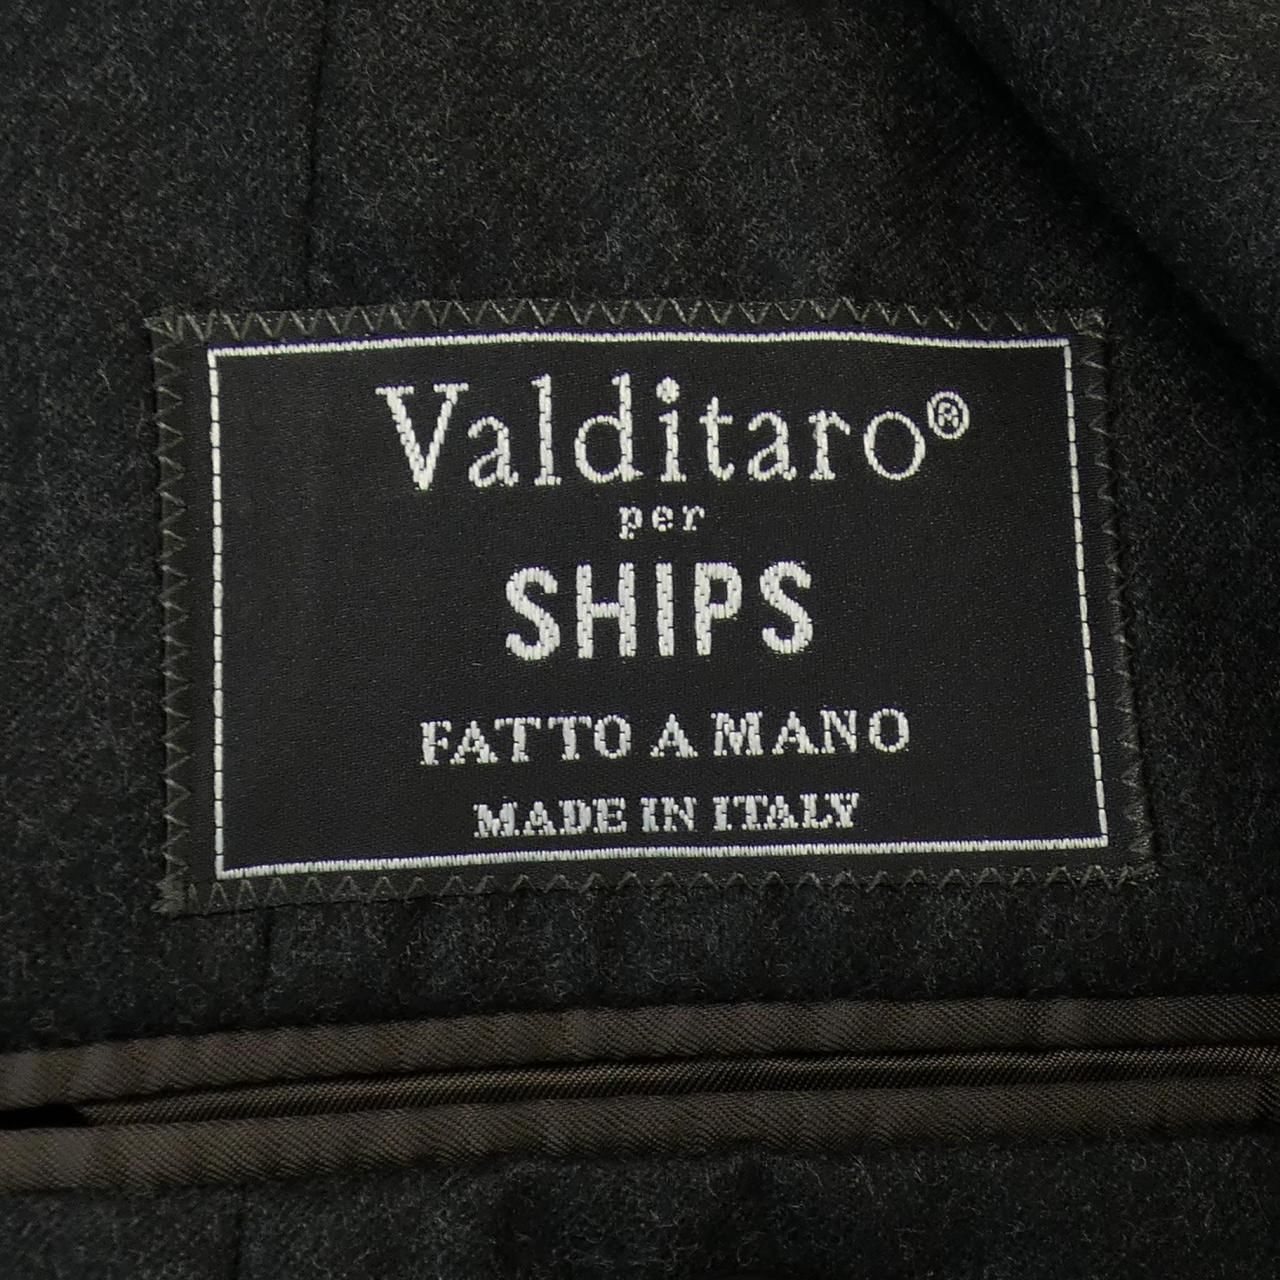 Valditaro®
per
SHIPS
FATTO A MANO
MADE IN ITALY